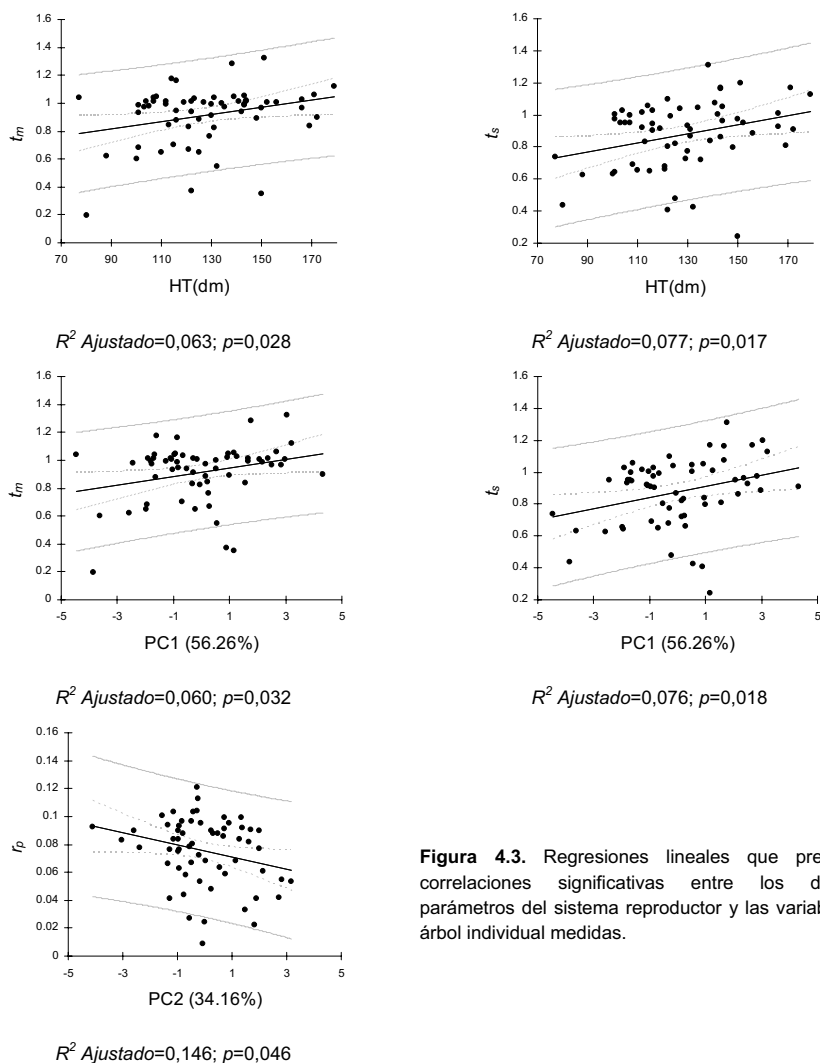 1.6
1.4
1.2
1
0.8
0.6
0.4
0.2
0
t_m
70 90 110 130 150 170
HT(dm)
R² Ajustado=0,063; p=0,028
1.6
1.4
1.2
1
0.8
0.6
0.4
0.2
t_s
70 90 110 130 150 170
HT(dm)
R² Ajustado=0,077; p=0,017
1.6
1.4
1.2
1
0.8
0.6
0.4
0.2
0
t_m
-5 -3 -1 1 3 5
PC1 (56.26%)
R² Ajustado=0,060; p=0,032
1.6
1.4
1.2
1
0.8
0.6
0.4
0.2
t_s
-5 -3 -1 1 3 5
PC1 (56.26%)
R² Ajustado=0,076; p=0,018
0.16
0.14
0.12
0.1
0.08
0.06
0.04
0.02
0
r_p
-5 -3 -1 1 3 5
PC2 (34.16%)
R² Ajustado=0,146; p=0,046
Figura 4.3. Regresiones lineales que pre
correlaciones significativas entre los d
parámetros del sistema reproductor y las variab
árbol individual medidas.